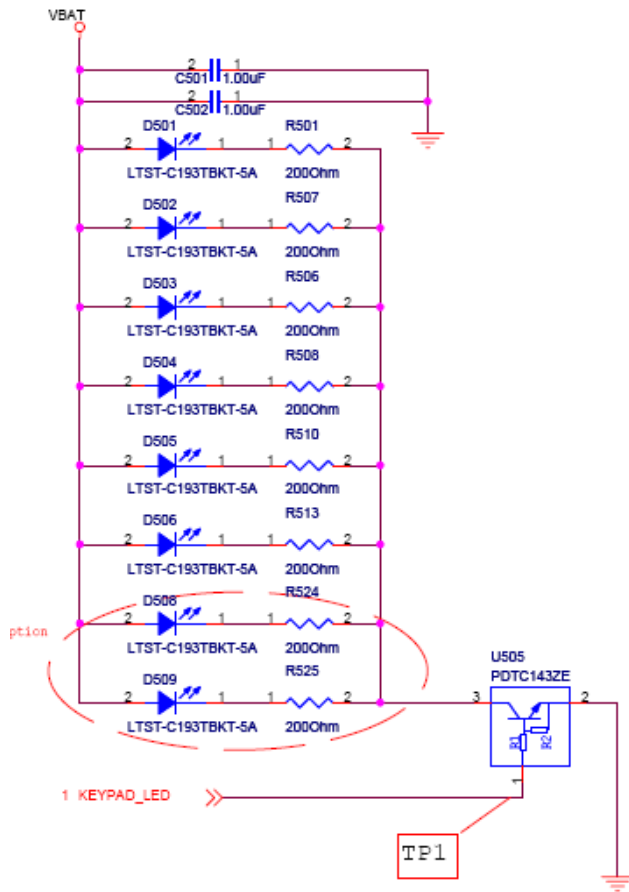 VBAT
2 1
C501 1.00uF
2 1
C502 1.00uF
D501 R501
2 1 1 2
LTST-C193TBKT-5A 200Ohm
D502 R507
2 1 1 2
LTST-C193TBKT-5A 200Ohm
D503 R506
2 1 1 2
LTST-C193TBKT-5A 200Ohm
D504 R508
2 1 1 2
LTST-C193TBKT-5A 200Ohm
D505 R510
2 1 1 2
LTST-C193TBKT-5A 200Ohm
D506 R513
2 1 1 2
LTST-C193TBKT-5A 200Ohm
D508 R524
2 1 1 2
ption
LTST-C193TBKT-5A 200Ohm
D509 R525
2 1 1 2
LTST-C193TBKT-5A 200Ohm
U505
PDTC143ZE
3 2
R1 R2
1
1 KEYPAD_LED
TP1